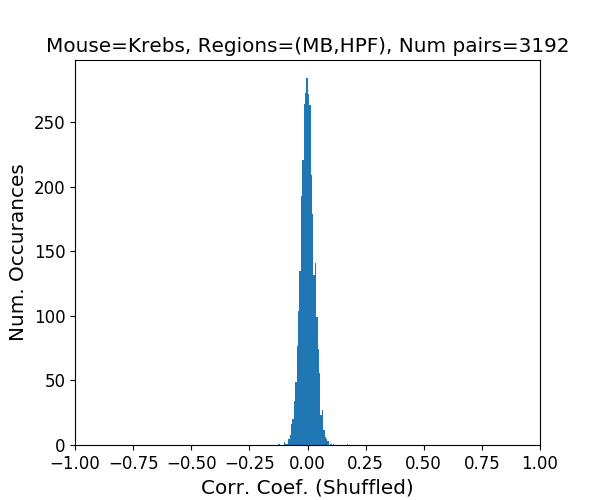 Mouse=Krebs, Regions=(MB,HPF), Num pairs=3192
Num. Occurances
250
200
150
100
50
0
−1.00 −0.75 −0.50 −0.25 0.00 0.25 0.50 0.75 1.00
Corr. Coef. (Shuffled)